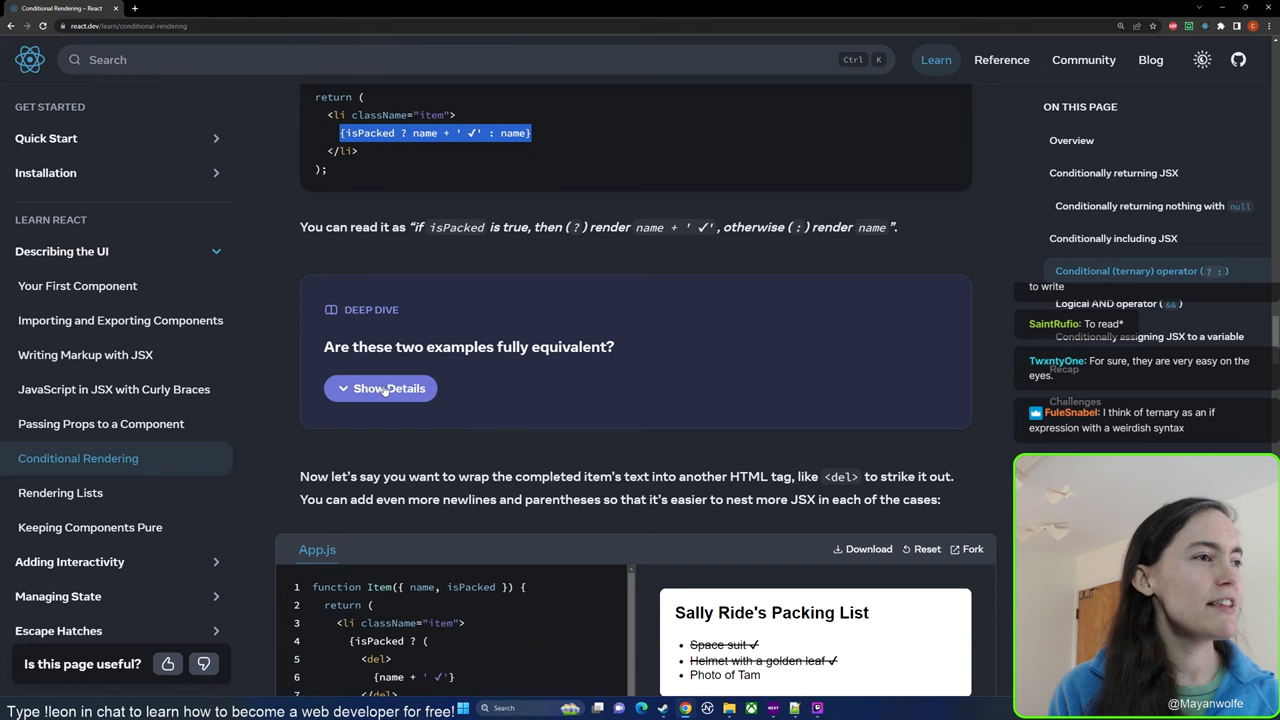 Conditional Rendering – React
react.dev/learn/conditional-rendering
Search
Ctrl K
Learn
Reference
Community
Blog
GET STARTED
Quick Start
Installation
LEARN REACT
Describing the UI
Your First Component
Importing and Exporting Components
Writing Markup with JSX
JavaScript in JSX with Curly Braces
Passing Props to a Component
Conditional Rendering
Rendering Lists
Keeping Components Pure
Adding Interactivity
Managing State
Escape Hatches
Is this page useful?
return (
<li className="item">
{isPacked ? name + ' ✓' : name}
</li>
);
You can read it as “if isPacked is true, then (?) render name + ' ✓', otherwise (:) render name”.
DEEP DIVE
Are these two examples fully equivalent?
Show Details
Now let’s say you want to wrap the completed item’s text into another HTML tag, like <del> to strike it out.
You can add even more newlines and parentheses so that it’s easier to nest more JSX in each of the cases:
App.js
Download
Reset
Fork
1 function Item({ name, isPacked }) {
2 return (
3 <li className="item">
4 {isPacked ? (
5 <del>
6 {name + ' ✓'}
7 </del>
Sally Ride's Packing List
Space suit ✓
Helmet with a golden leaf ✓
Photo of Tam
ON THIS PAGE
Overview
Conditionally returning JSX
Conditionally returning nothing with null
Conditionally including JSX
Conditional (ternary) operator (? :)
to write
Logical AND operator (&&)
SaintRufio: To read*
Conditionally assigning JSX to a variable
TwxntyOne: For sure, they are very easy on the
Recap
eyes.
Challenges
FuleSnabel: I think of ternary as an if
expression with a weirdish syntax
@Mayanwolfe
Type !leon in chat to learn how to become a web developer for free!
Search